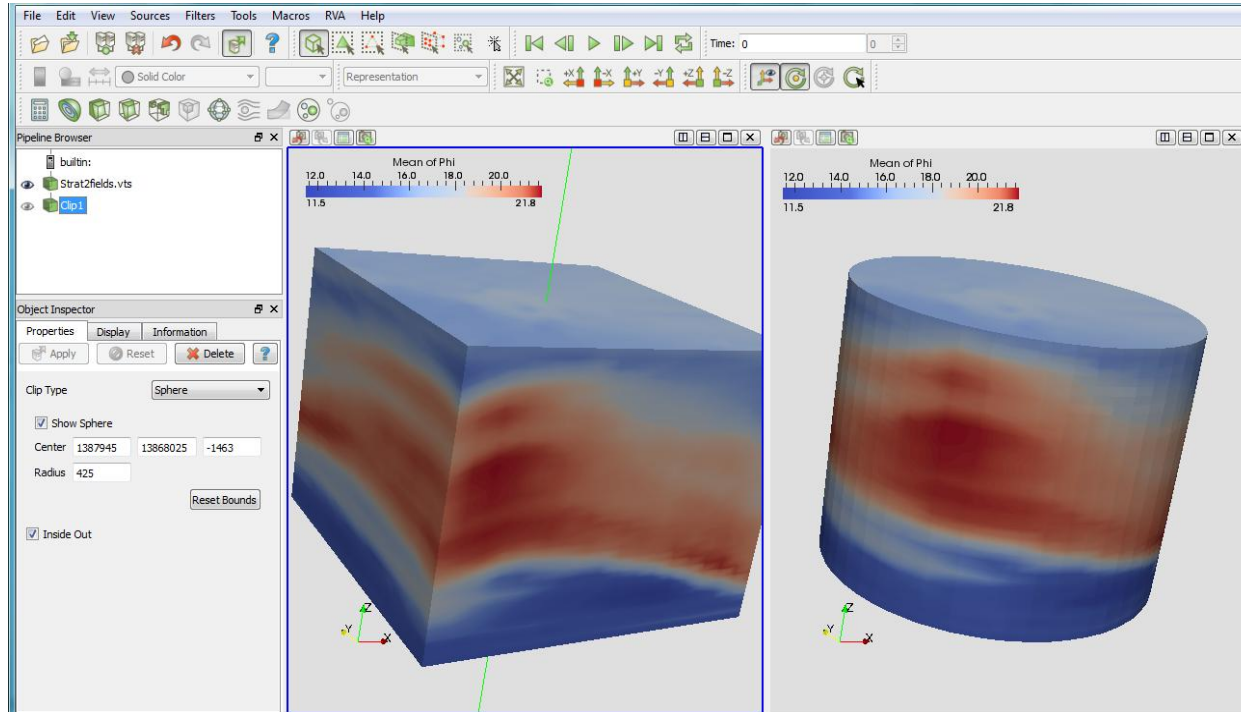 File Edit View Sources Filters Tools Macros RVA Help
Time: 0 0
Solid Color Representation +X -X +Y -Y +Z -Z
Pipeline Browser
builtin:
Strat2fields.vts
Clip1
Object Inspector
Properties Display Information
Apply Reset Delete ?
Clip Type Sphere
Show Sphere
Center 1387945 13868025 -1463
Radius 425
Reset Bounds
Inside Out
Mean of Phi
12.0 14.0 16.0 18.0 20.0
11.5 21.8
Z
Y X
Mean of Phi
12.0 14.0 16.0 18.0 20.0
11.5 21.8
Z
Y X